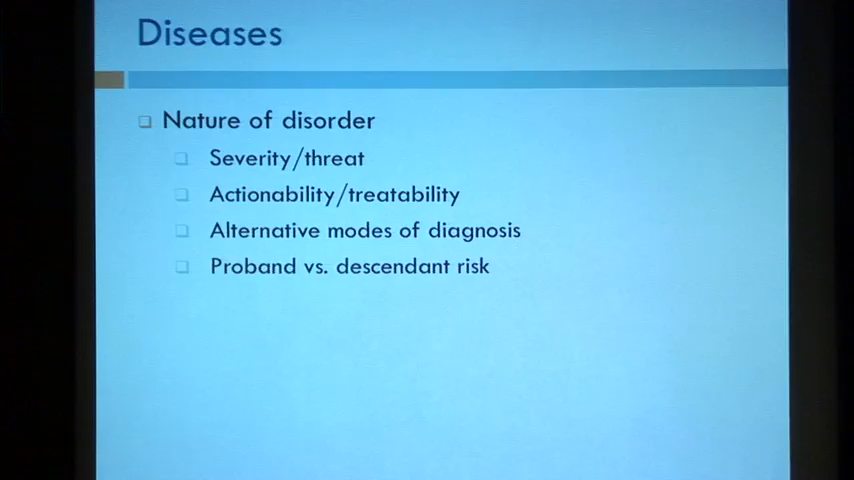 Diseases
Nature of disorder
Severity/threat
Actionability/treatability
Alternative modes of diagnosis
Proband vs. descendant risk